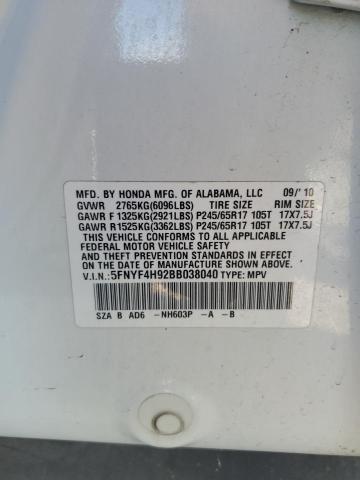 MFD. BY HONDA MFG. OF ALABAMA, LLC 09/'10
GVWR 2765KG(6096LBS) TIRE SIZE RIM SIZE
GAWR F 1325KG(2921LBS) P245/65R17 105T 17X7.5J
GAWR R 1525KG(3362LBS) P245/65R17 105T 17X7.5J
THIS VEHICLE CONFORMS TO ALL APPLICABLE
FEDERAL MOTOR VEHICLE SAFETY AND
THEFT PREVENTION STANDARDS IN EFFECT ON
THE DATE OF MANUFACTURE SHOWN ABOVE.
V.I.N.: 5FNYF4H92BB038040 TYPE: MPV
SZA B AD6 -NH603P -A -B